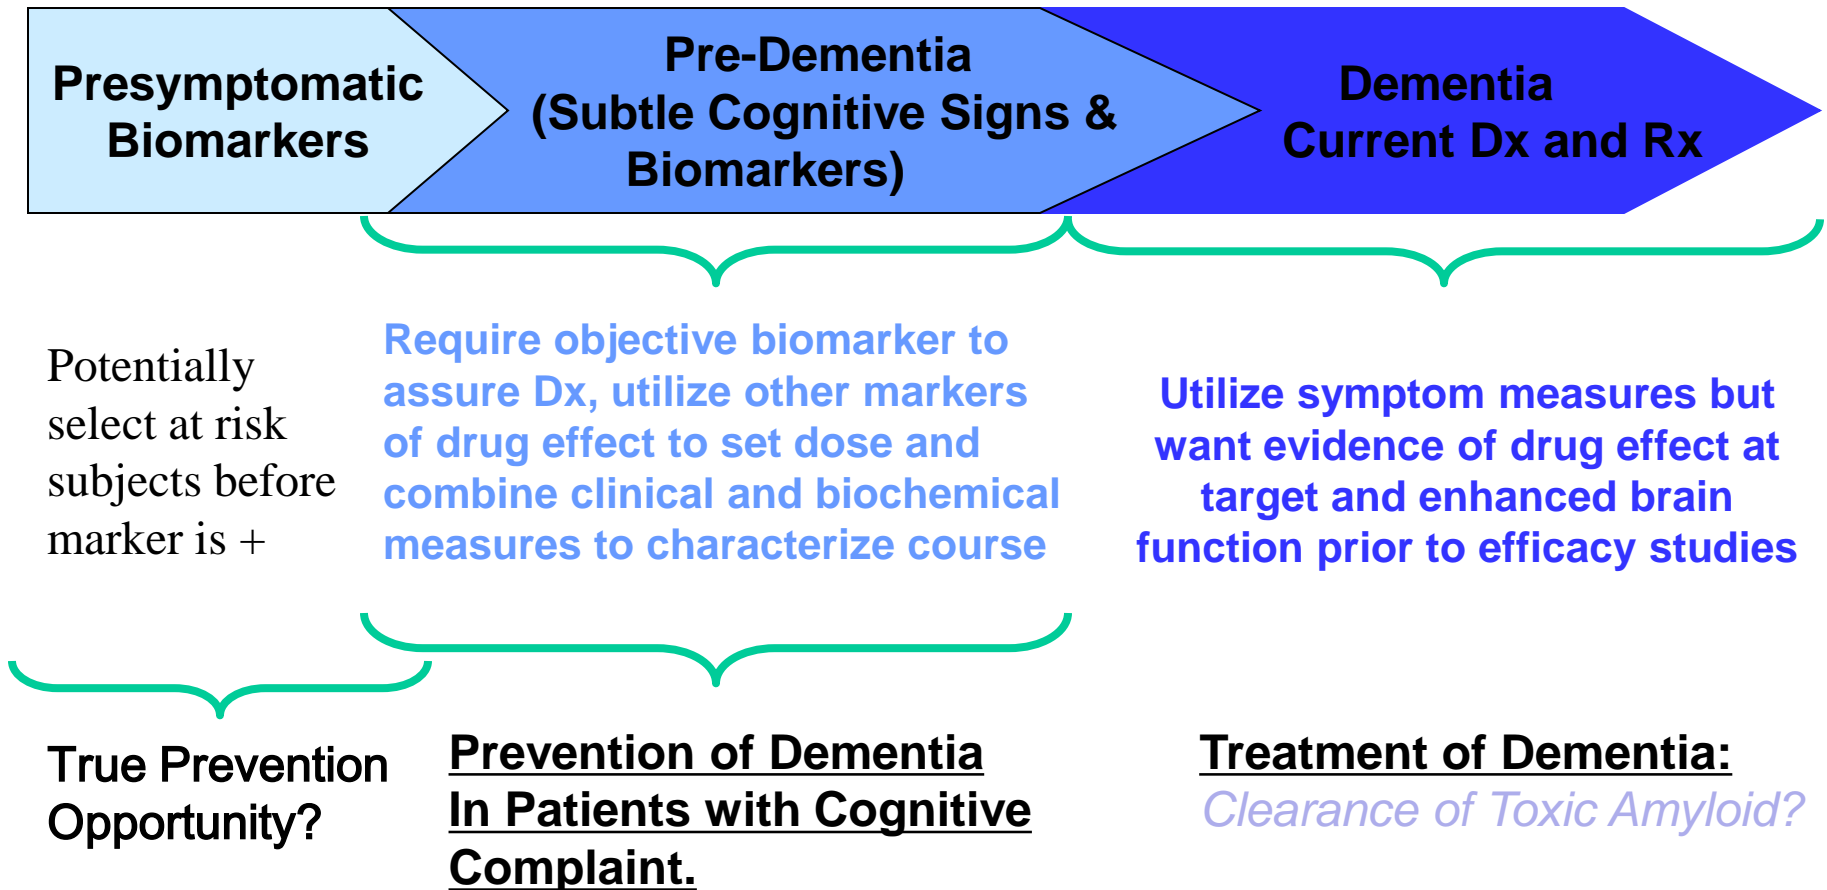 Presymptomatic
Biomarkers
Pre-Dementia
(Subtle Cognitive Signs &
Biomarkers)
Dementia
Current Dx and Rx
Potentially
select at risk
subjects before
marker is +
Require objective biomarker to
assure Dx, utilize other markers
of drug effect to set dose and
combine clinical and biochemical
measures to characterize course
Utilize symptom measures but
want evidence of drug effect at
target and enhanced brain
function prior to efficacy studies
True Prevention
Opportunity?
Prevention of Dementia
In Patients with Cognitive
Complaint.
Treatment of Dementia:
Clearance of Toxic Amyloid?